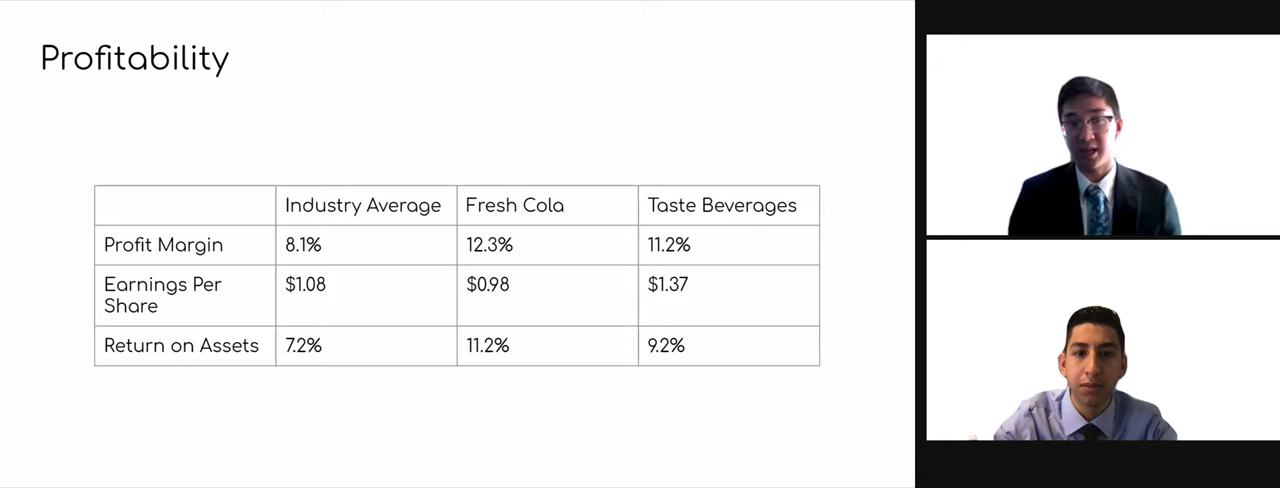 Profitability
Industry Average Fresh Cola Taste Beverages
Profit Margin 8.1% 12.3% 11.2%
Earnings Per $1.08 $0.98 $1.37
Share
Return on Assets 7.2% 11.2% 9.2%